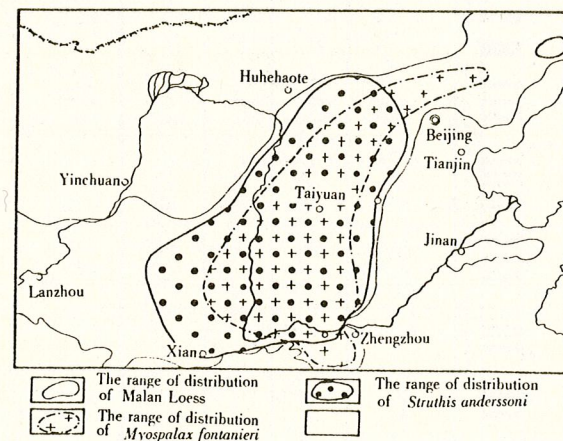 Huhehaote
Beijing
Tianjin
Yinchuan
Taiyuan
Jinan
Lanzhou
Zhengzhou
Xian
The range of distribution
of Malan Loess
The range of distribution
of Struthis anderssoni
The range of distribution
of Myospalax fontanieri